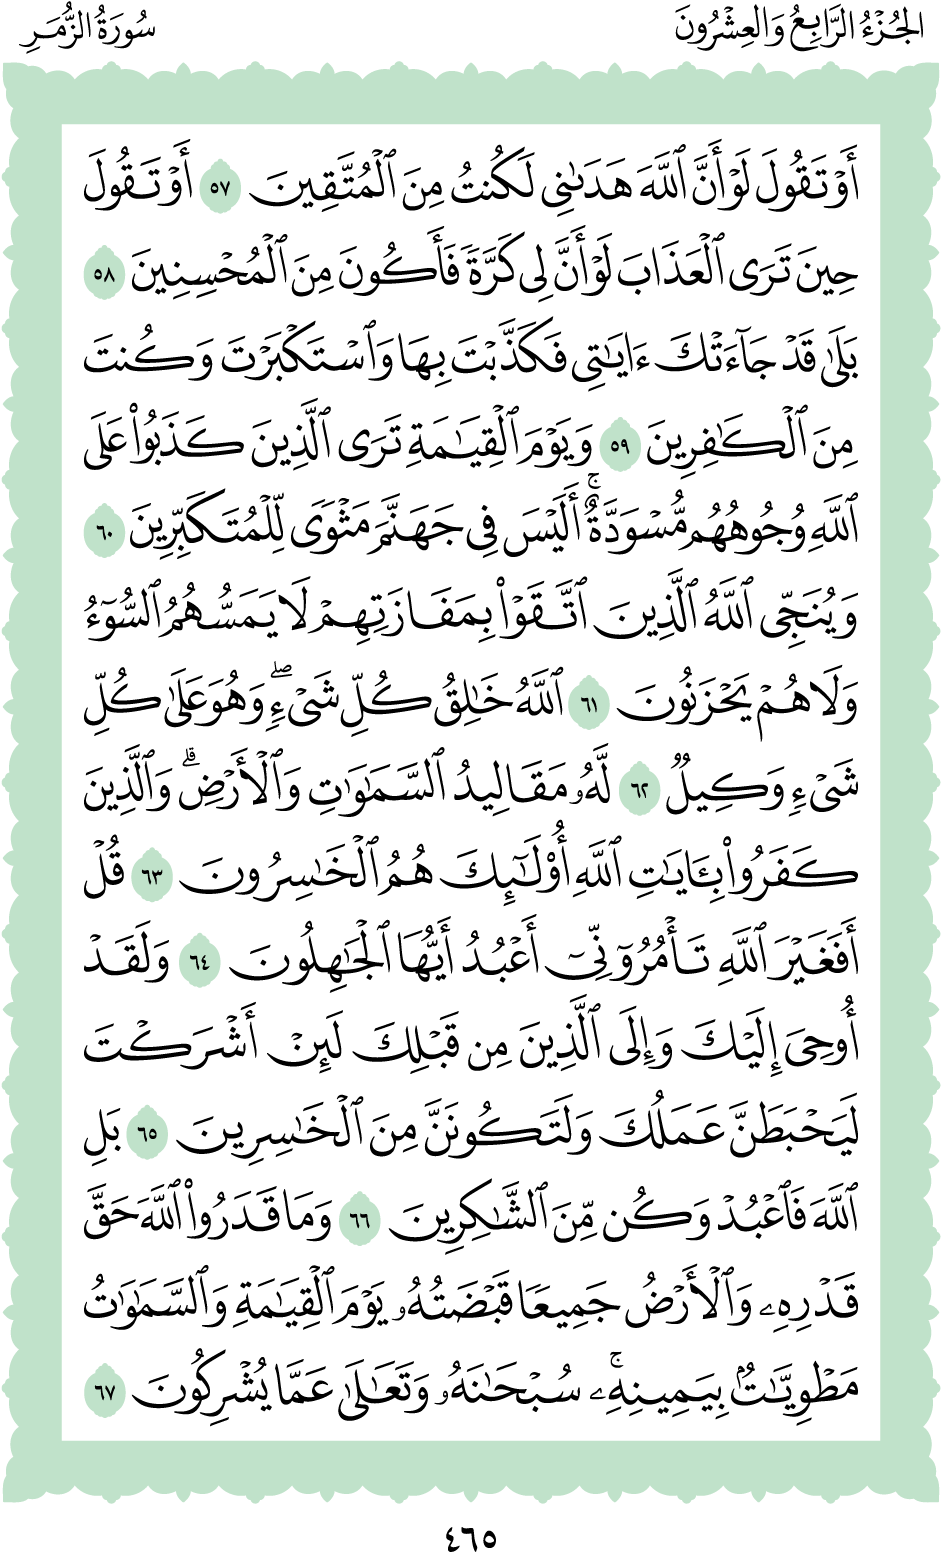 الجُزْءُ الرَّابِعُ وَالعِشْرُونَ
سُورَةُ الزُّمَرِ
أَوۡ تَقُولَ لَوۡ أَنَّ ٱللَّهَ هَدَىٰنِي لَكُنتُ مِنَ ٱلۡمُتَّقِينَ ٥٧ أَوۡ تَقُولَ
حِينَ تَرَى ٱلۡعَذَابَ لَوۡ أَنَّ لِي كَرَّةٗ فَأَكُونَ مِنَ ٱلۡمُحۡسِنِينَ ٥٨
بَلَىٰ قَدۡ جَآءَتۡكَ ءَايَٰتِي فَكَذَّبۡتَ بِهَا وَٱسۡتَكۡبَرۡتَ وَكُنتَ
مِنَ ٱلۡكَٰفِرِينَ ٥٩ وَيَوۡمَ ٱلۡقِيَٰمَةِ تَرَى ٱلَّذِينَ كَذَبُواْ عَلَى
ٱللَّهِ وُجُوهُهُم مُّسۡوَدَّةٌۚ أَلَيۡسَ فِي جَهَنَّمَ مَثۡوٗى لِّلۡمُتَكَبِّرِينَ ٦٠
وَيُنَجِّي ٱللَّهُ ٱلَّذِينَ ٱتَّقَوۡاْ بِمَفَازَتِهِمۡ لَا يَمَسُّهُمُ ٱلسُّوٓءُ
وَلَا هُمۡ يَحۡزَنُونَ ٦١ ٱللَّهُ خَٰلِقُ كُلِّ شَيۡءٖۖ وَهُوَ عَلَىٰ كُلِّ
شَيۡءٖ وَكِيلٞ ٦٢ لَّهُۥ مَقَالِيدُ ٱلسَّمَٰوَٰتِ وَٱلۡأَرۡضِۗ وَٱلَّذِينَ
كَفَرُواْ بِـَٔايَٰتِ ٱللَّهِ أُوْلَٰٓئِكَ هُمُ ٱلۡخَٰسِرُونَ ٦٣ قُلۡ
أَفَغَيۡرَ ٱللَّهِ تَأۡمُرُوٓنِّيٓ أَعۡبُدُ أَيُّهَا ٱلۡجَٰهِلُونَ ٦٤ وَلَقَدۡ
أُوحِيَ إِلَيۡكَ وَإِلَى ٱلَّذِينَ مِن قَبۡلِكَ لَئِنۡ أَشۡرَكۡتَ
لَيَحۡبَطَنَّ عَمَلُكَ وَلَتَكُونَنَّ مِنَ ٱلۡخَٰسِرِينَ ٦٥ بَلِ
ٱللَّهَ فَٱعۡبُدۡ وَكُن مِّنَ ٱلشَّٰكِرِينَ ٦٦ وَمَا قَدَرُواْ ٱللَّهَ حَقَّ
قَدۡرِهِۦ وَٱلۡأَرۡضُ جَمِيعٗا قَبۡضَتُهُۥ يَوۡمَ ٱلۡقِيَٰمَةِ وَٱلسَّمَٰوَٰتُ
مَطۡوِيَّٰتُۢ بِيَمِينِهِۦۚ سُبۡحَٰنَهُۥ وَتَعَٰلَىٰ عَمَّا يُشۡرِكُونَ ٦٧
٤٦٥